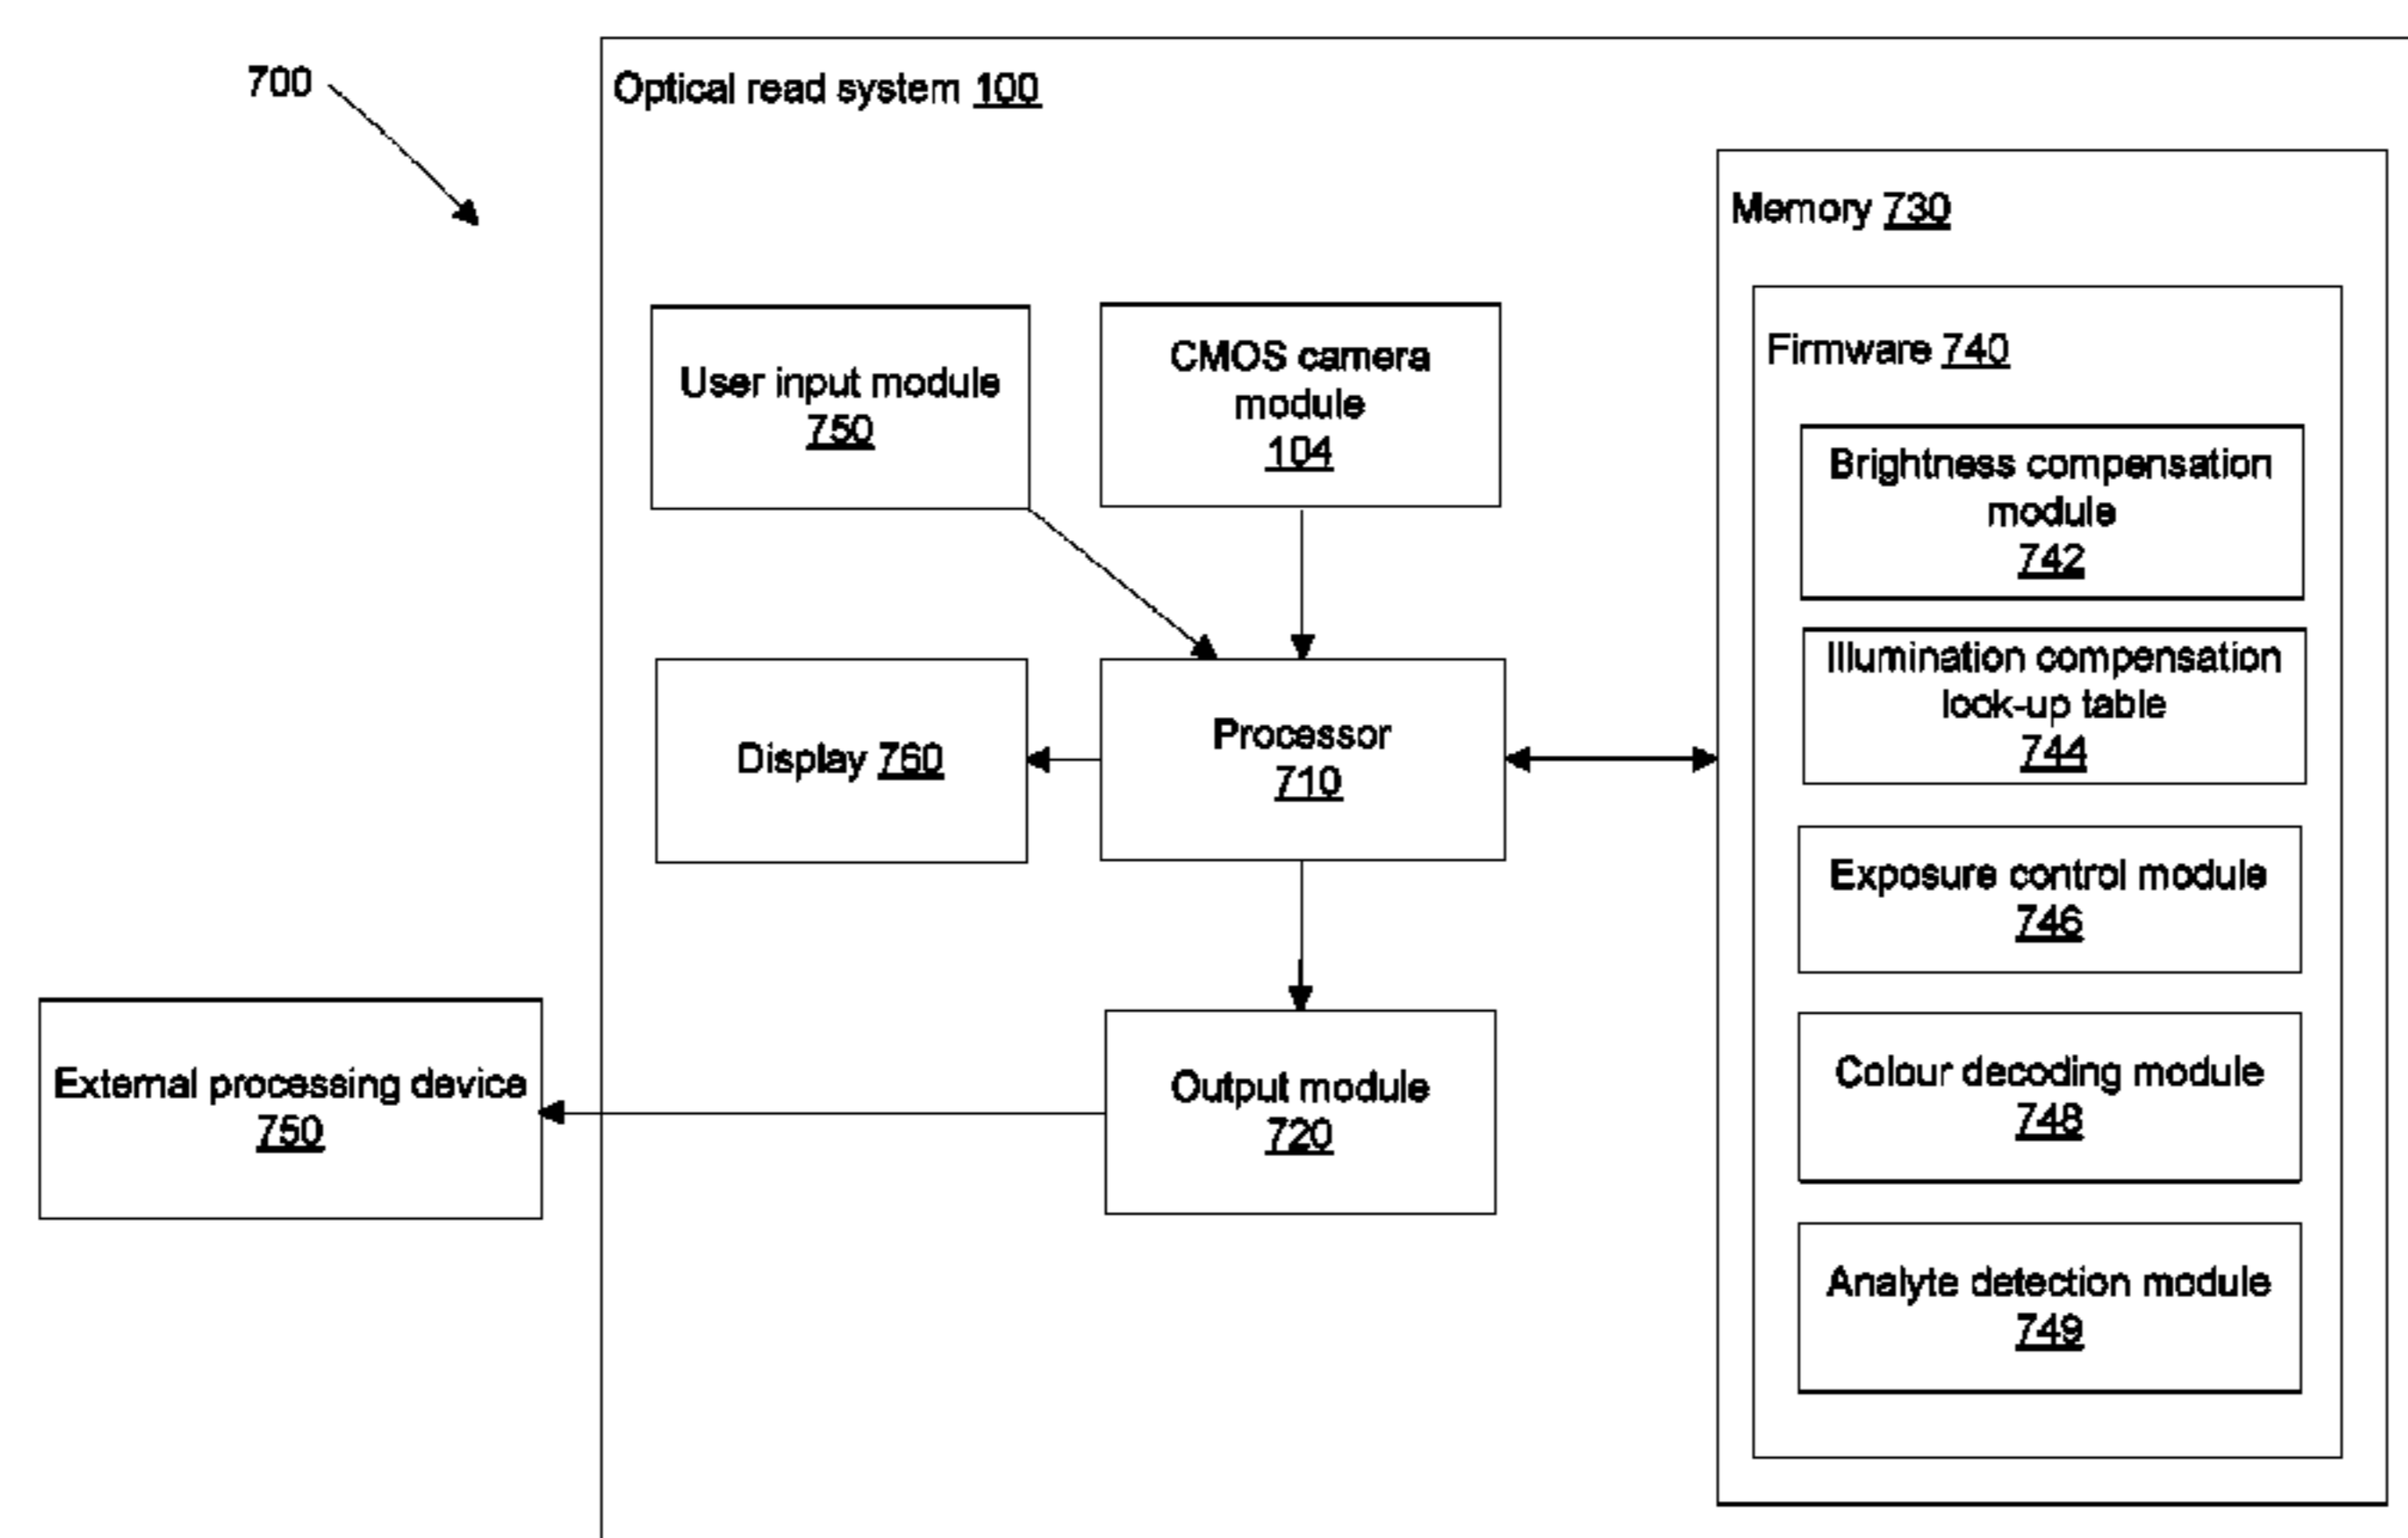 700
Optical read system 100
Memory 730
Firmware 740
User input module
750
CMOS camera
module
104
Brightness compensation
module
742
Illumination compensation
look-up table
744
Display 760
Processor
710
Exposure control module
746
External processing device
750
Output module
720
Colour decoding module
748
Analyte detection module
749